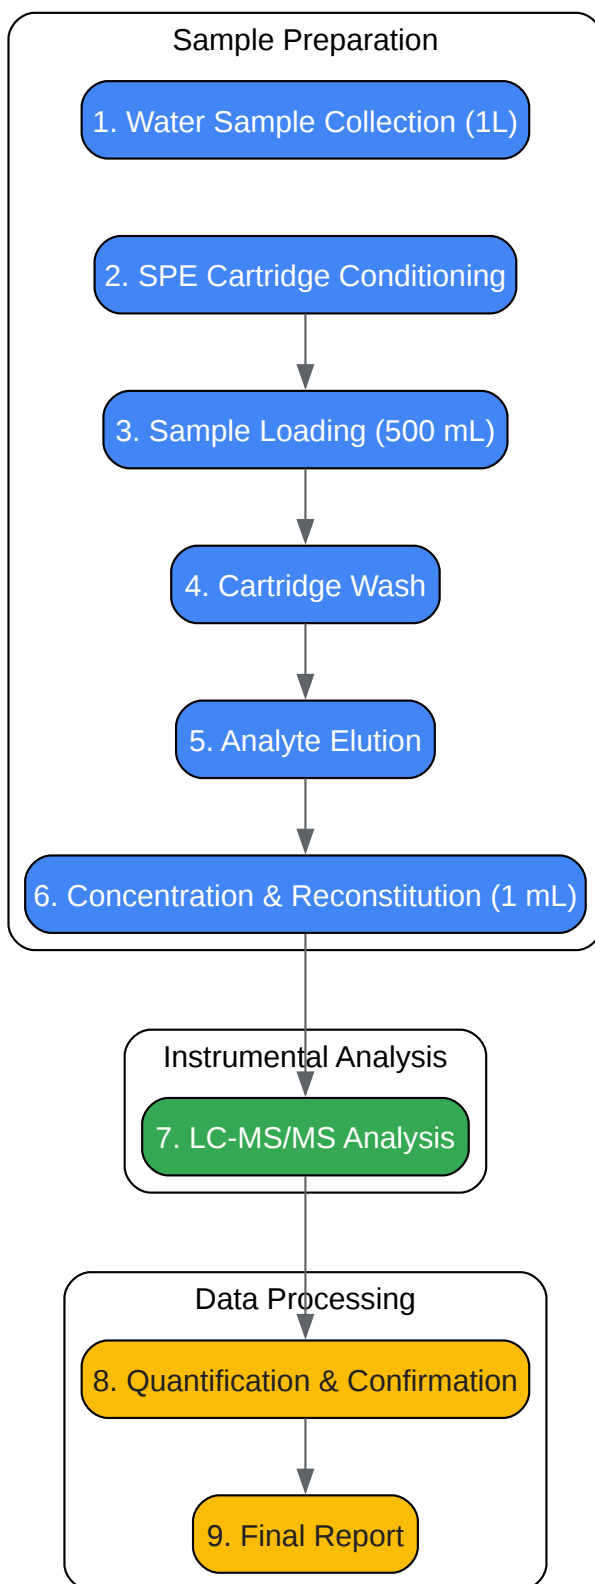 Sample Preparation
1. Water Sample Collection (1L)
2. SPE Cartridge Conditioning
3. Sample Loading (500 mL)
4. Cartridge Wash
5. Analyte Elution
6. Concentration & Reconstitution (1 mL)
Instrumental Analysis
7. LC-MS/MS Analysis
Data Processing
8. Quantification & Confirmation
9. Final Report